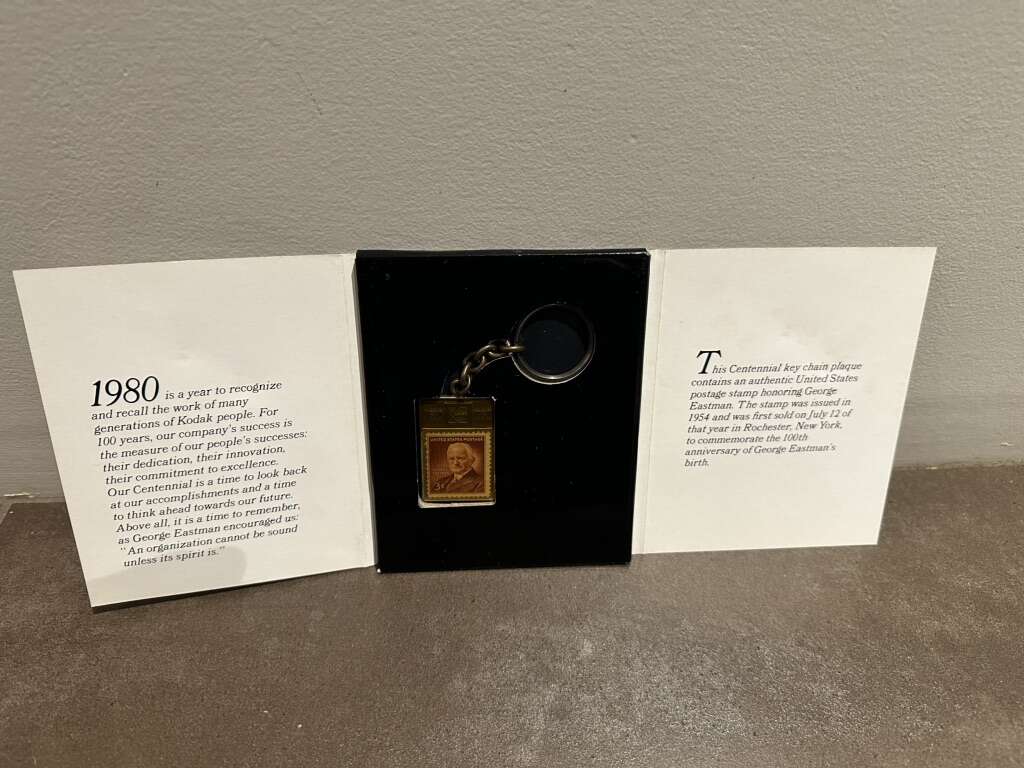 1980 is a year to recognize
and recall the work of many
generations of Kodak people. For
100 years, our company's success is
the measure of our people's successes:
their dedication, their innovation,
their commitment to excellence.
Our Centennial is a time to look back
at our accomplishments and a time
to think ahead towards our future.
Above all, it is a time to remember,
as George Eastman encouraged us:
"An organization cannot be sound
unless its spirit is."
UNITED STATES POSTAGE
3¢
This Centennial key chain plaque
contains an authentic United States
postage stamp honoring George
Eastman. The stamp was issued in
1954 and was first sold on July 12 of
that year in Rochester, New York,
to commemorate the 100th
anniversary of George Eastman's
birth.